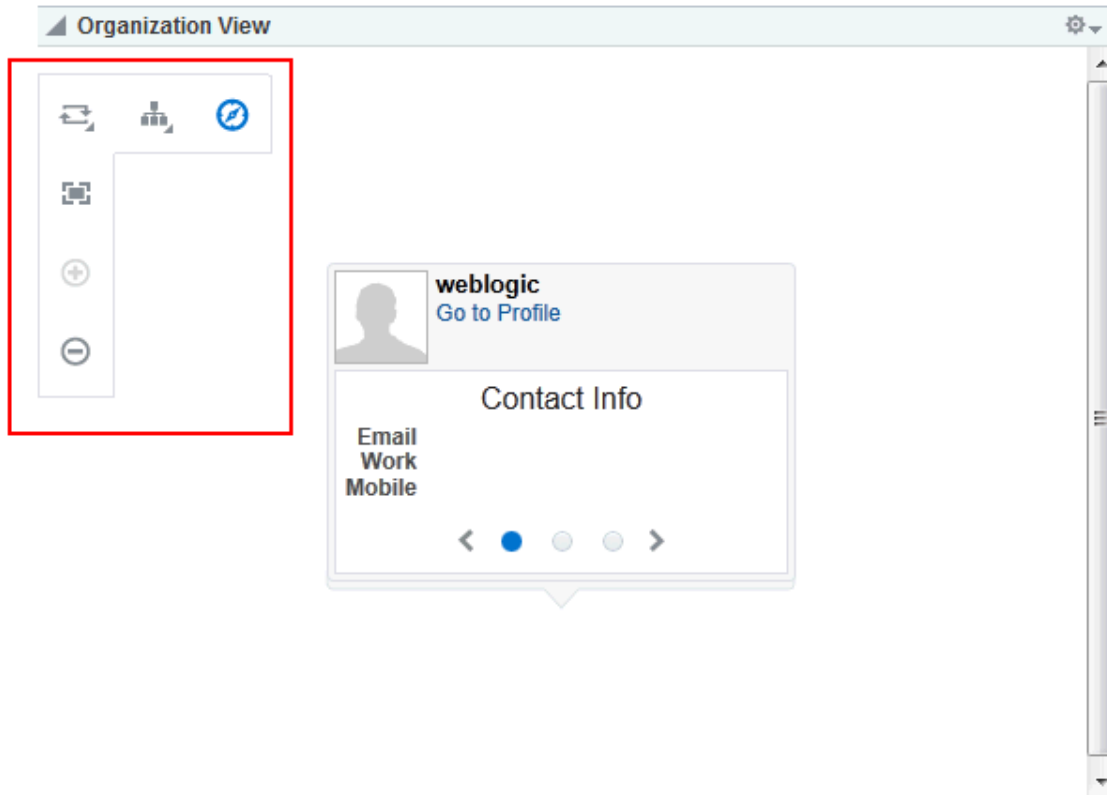 Organization View
weblogic
Go to Profile
Contact Info
Email
Work
Mobile